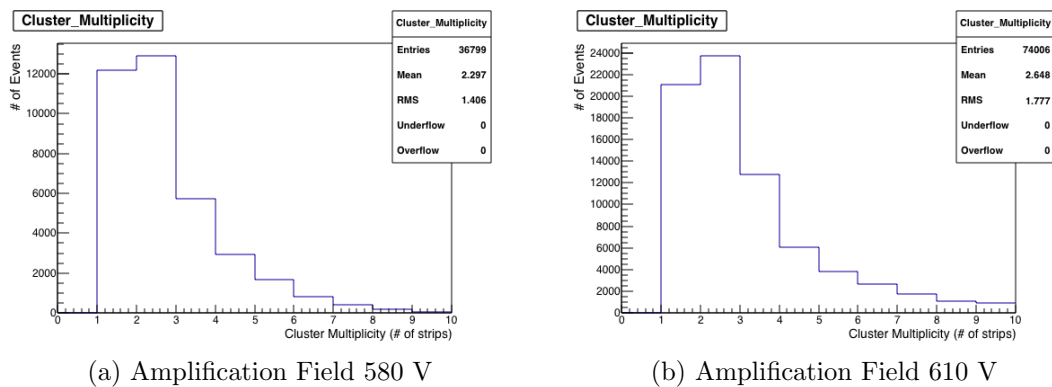 Cluster_Multiplicity
Cluster_Multiplicity
Entries 36799
Mean 2.297
RMS 1.406
Underflow 0
Overflow 0
# of Events
12000
10000
8000
6000
4000
2000
0
0 1 2 3 4 5 6 7 8 9 10
Cluster Multiplicity (# of strips)
(a) Amplification Field 580 V
Cluster_Multiplicity
Cluster_Multiplicity
Entries 74006
Mean 2.648
RMS 1.777
Underflow 0
Overflow 0
# of Events
24000
22000
20000
18000
16000
14000
12000
10000
8000
6000
4000
2000
0
0 1 2 3 4 5 6 7 8 9 10
Cluster Multiplicity (# of strips)
(b) Amplification Field 610 V